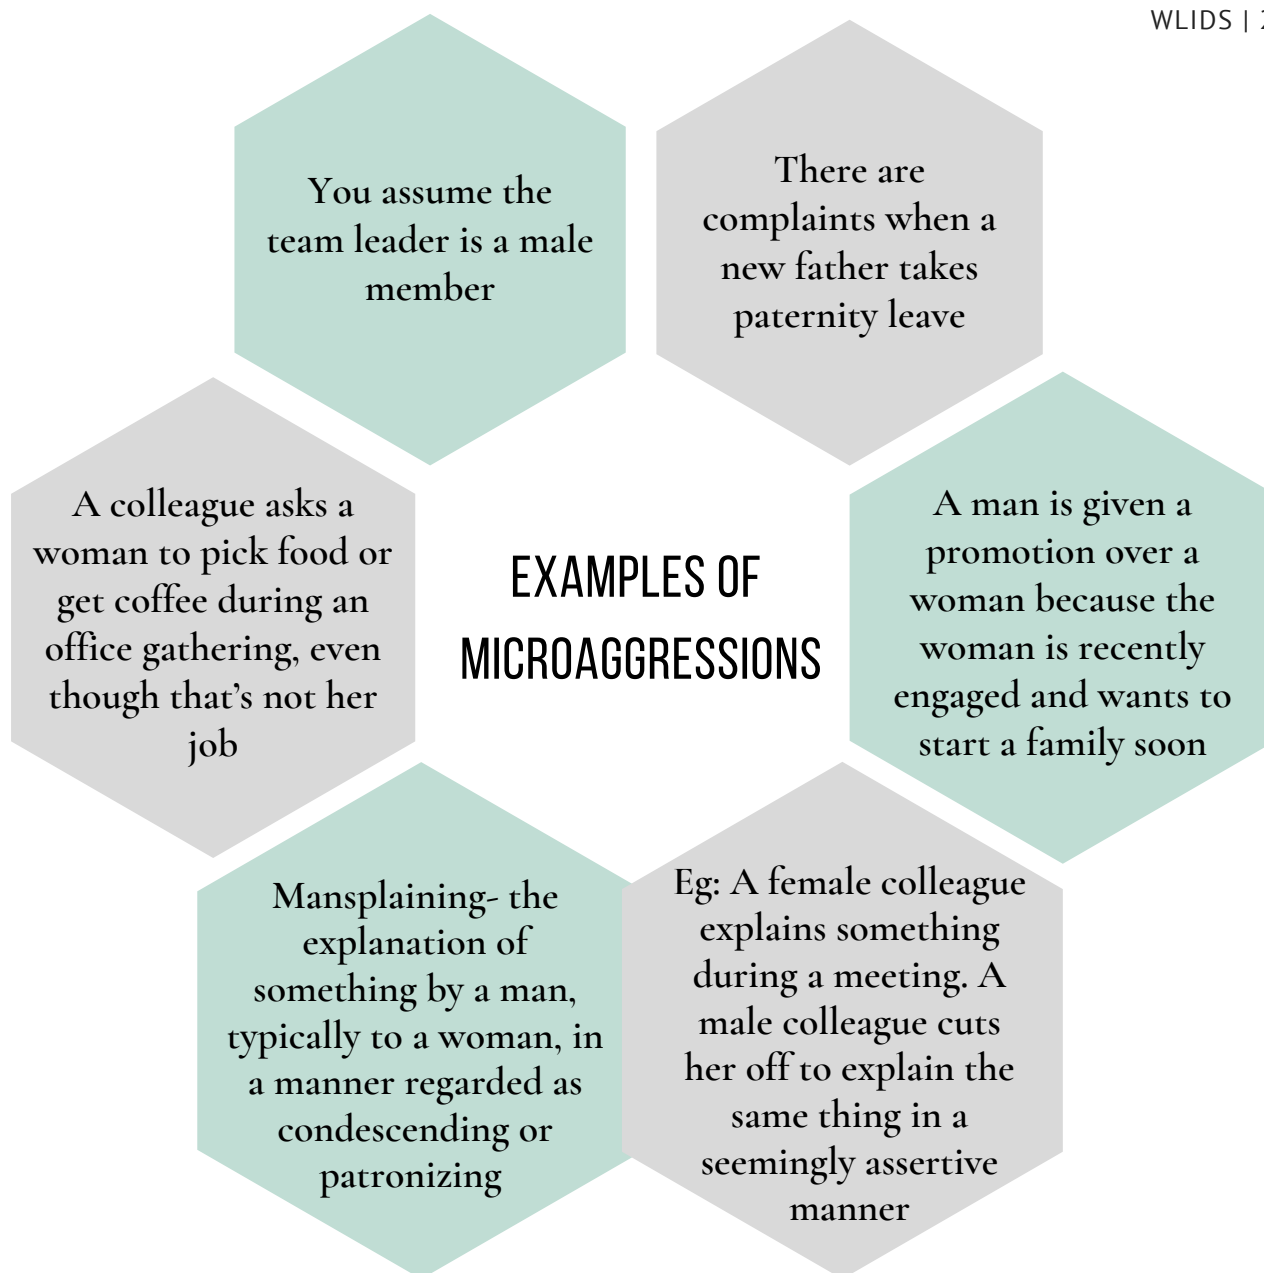 WLIDS | 2
You assume the
team leader is a male
member
There are
complaints when a
new father takes
paternity leave
A colleague asks a
woman to pick food or
get coffee during an
office gathering, even
though that's not her
job
EXAMPLES OF
MICROAGGRESSIONS
A man is given a
promotion over a
woman because the
woman is recently
engaged and wants to
start a family soon
Mansplaining- the
explanation of
something by a man,
typically to a woman, in
a manner regarded as
condescending or
patronizing
Eg: A female colleague
explains something
during a meeting. A
male colleague cuts
her off to explain the
same thing in a
seemingly assertive
manner